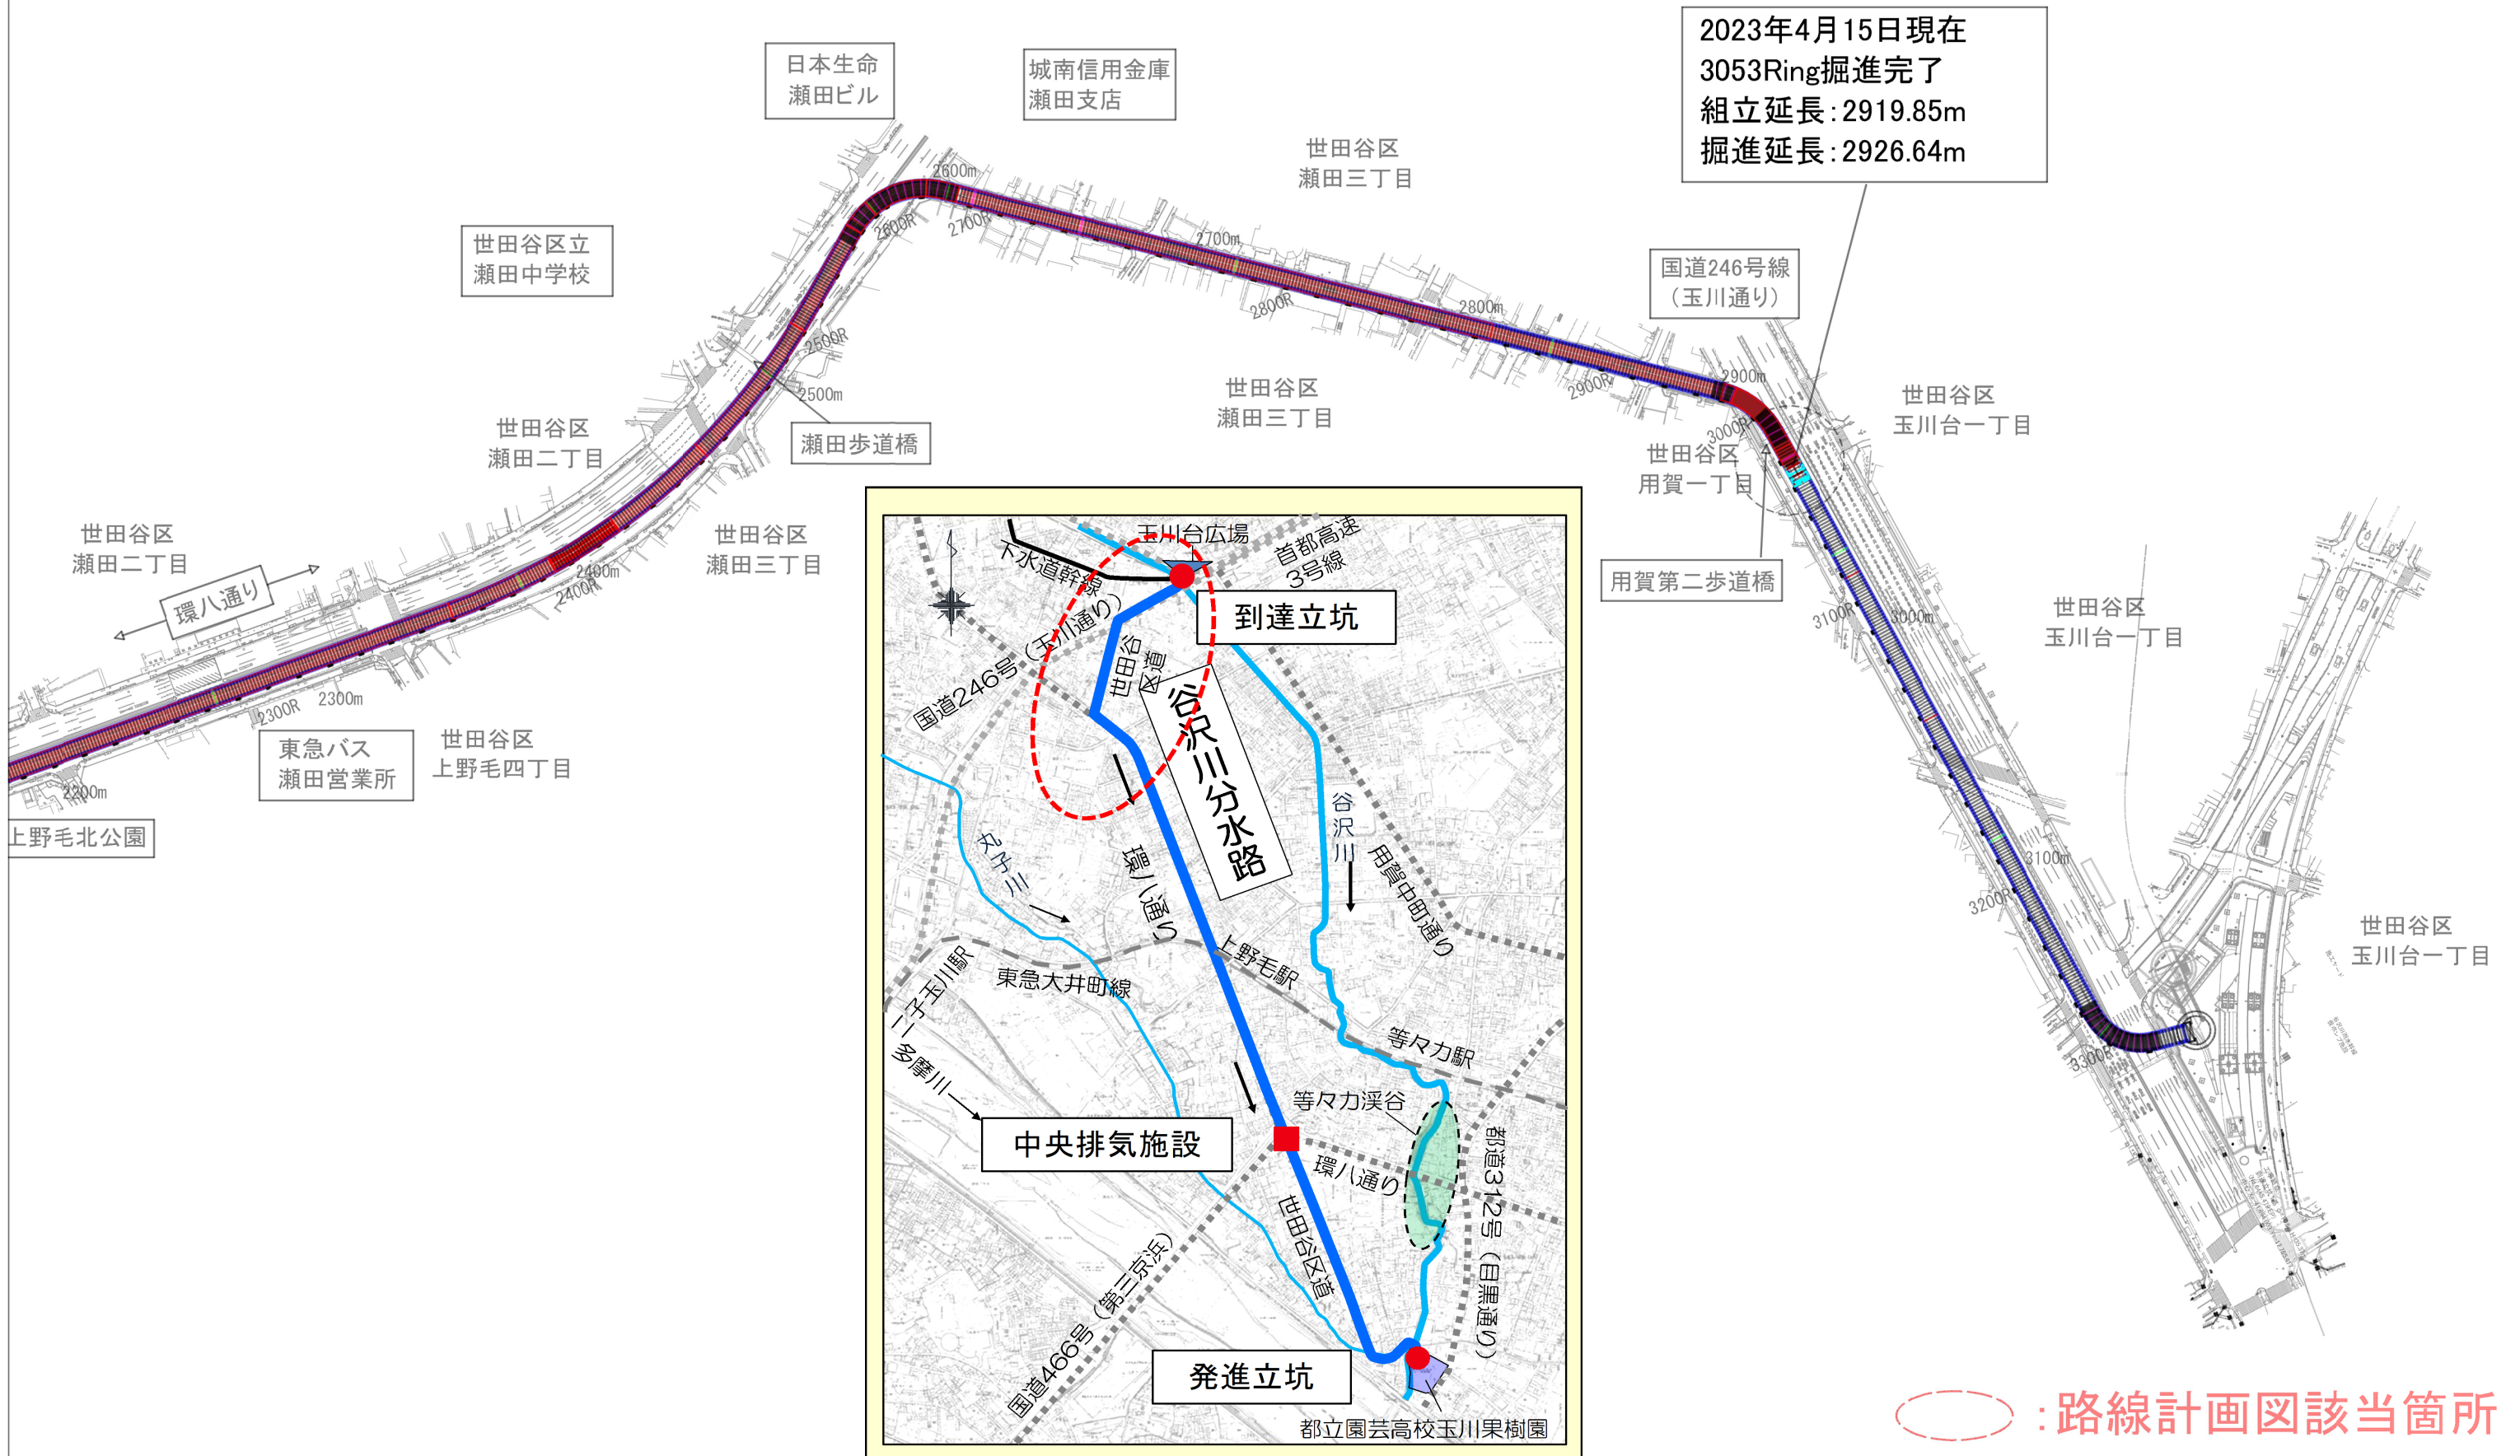 2023年4月15日現在
3053Ring掘進完了
組立延長：2919.85m
掘進延長：2926.64m
日本生命
瀬田ビル
城南信用金庫
瀬田支店
世田谷区
瀬田三丁目
2600m
2600R
2700R
世田谷区立
瀬田中学校
2700m
2800R
2800m
国道246号線
（玉川通り）
2500R
2500m
瀬田歩道橋
世田谷区
瀬田三丁目
2900R
2900m
3000R
世田谷区
玉川台一丁目
世田谷区
用賀一丁目
用賀第二歩道橋
世田谷区
瀬田二丁目
世田谷区
瀬田二丁目
環八通り
2400m
2400R
世田谷区
瀬田三丁目
2300m
2300R
東急バス
瀬田営業所
世田谷区
上野毛四丁目
2200m
上野毛北公園
3100R
3000m
世田谷区
玉川台一丁目
3100m
3200R
世田谷区
玉川台一丁目
3300R
玉川台広場
下水道幹線
首都高速
3号線
到達立坑
国道246号（玉川通り）
世田谷
区道
谷沢川分水路
谷沢川
丸子川
環八通り
用賀中町通り
上野毛駅
二子玉川駅
東急大井町線
多摩川
等々力駅
等々力渓谷
中央排気施設
環八通り
都道312号（目黒通り）
世田谷区道
国道466号（第三京浜）
発進立坑
都立園芸高校玉川果樹園
：路線計画図該当箇所